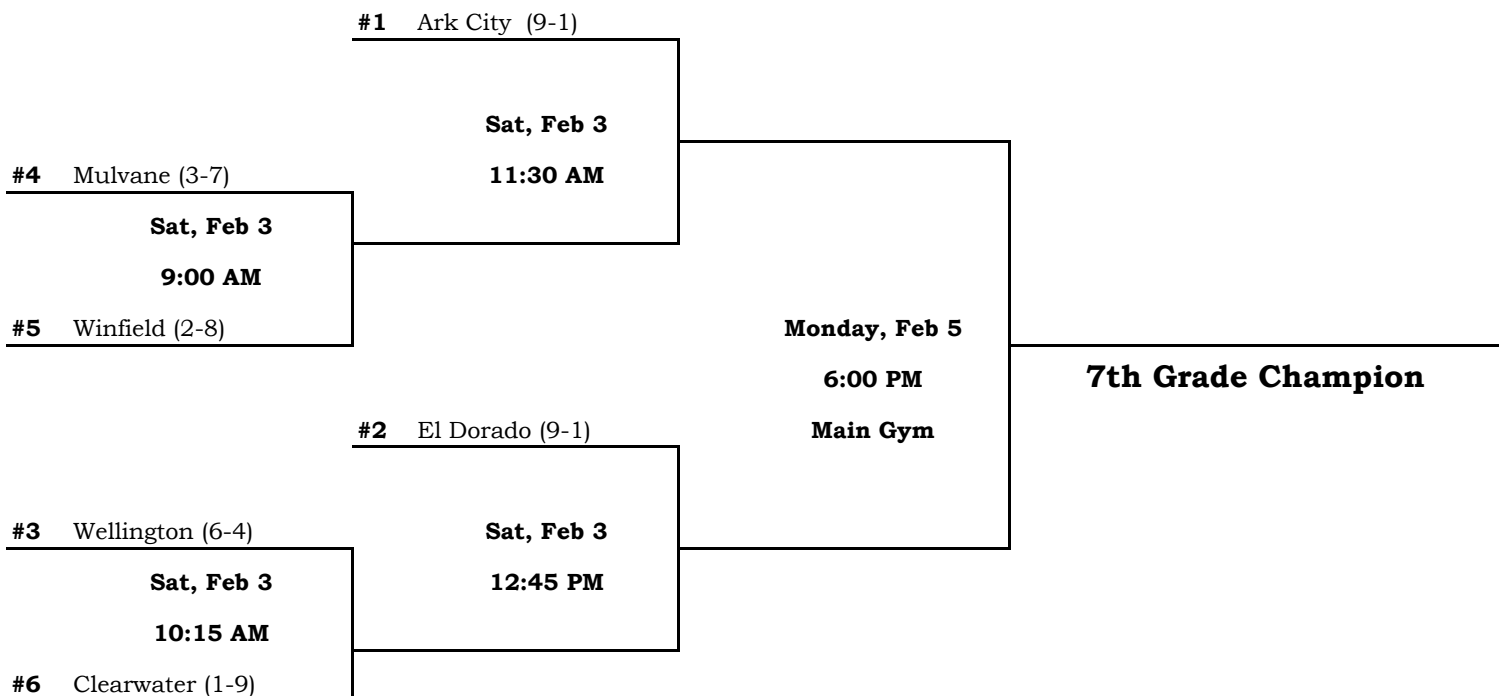 #1 Ark City (9-1)
Sat, Feb 3
#4 Mulvane (3-7)
11:30 AM
Sat, Feb 3
9:00 AM
#5 Winfield (2-8)
Monday, Feb 5
6:00 PM
7th Grade Champion
#2 El Dorado (9-1)
Main Gym
#3 Wellington (6-4)
Sat, Feb 3
Sat, Feb 3
12:45 PM
10:15 AM
#6 Clearwater (1-9)